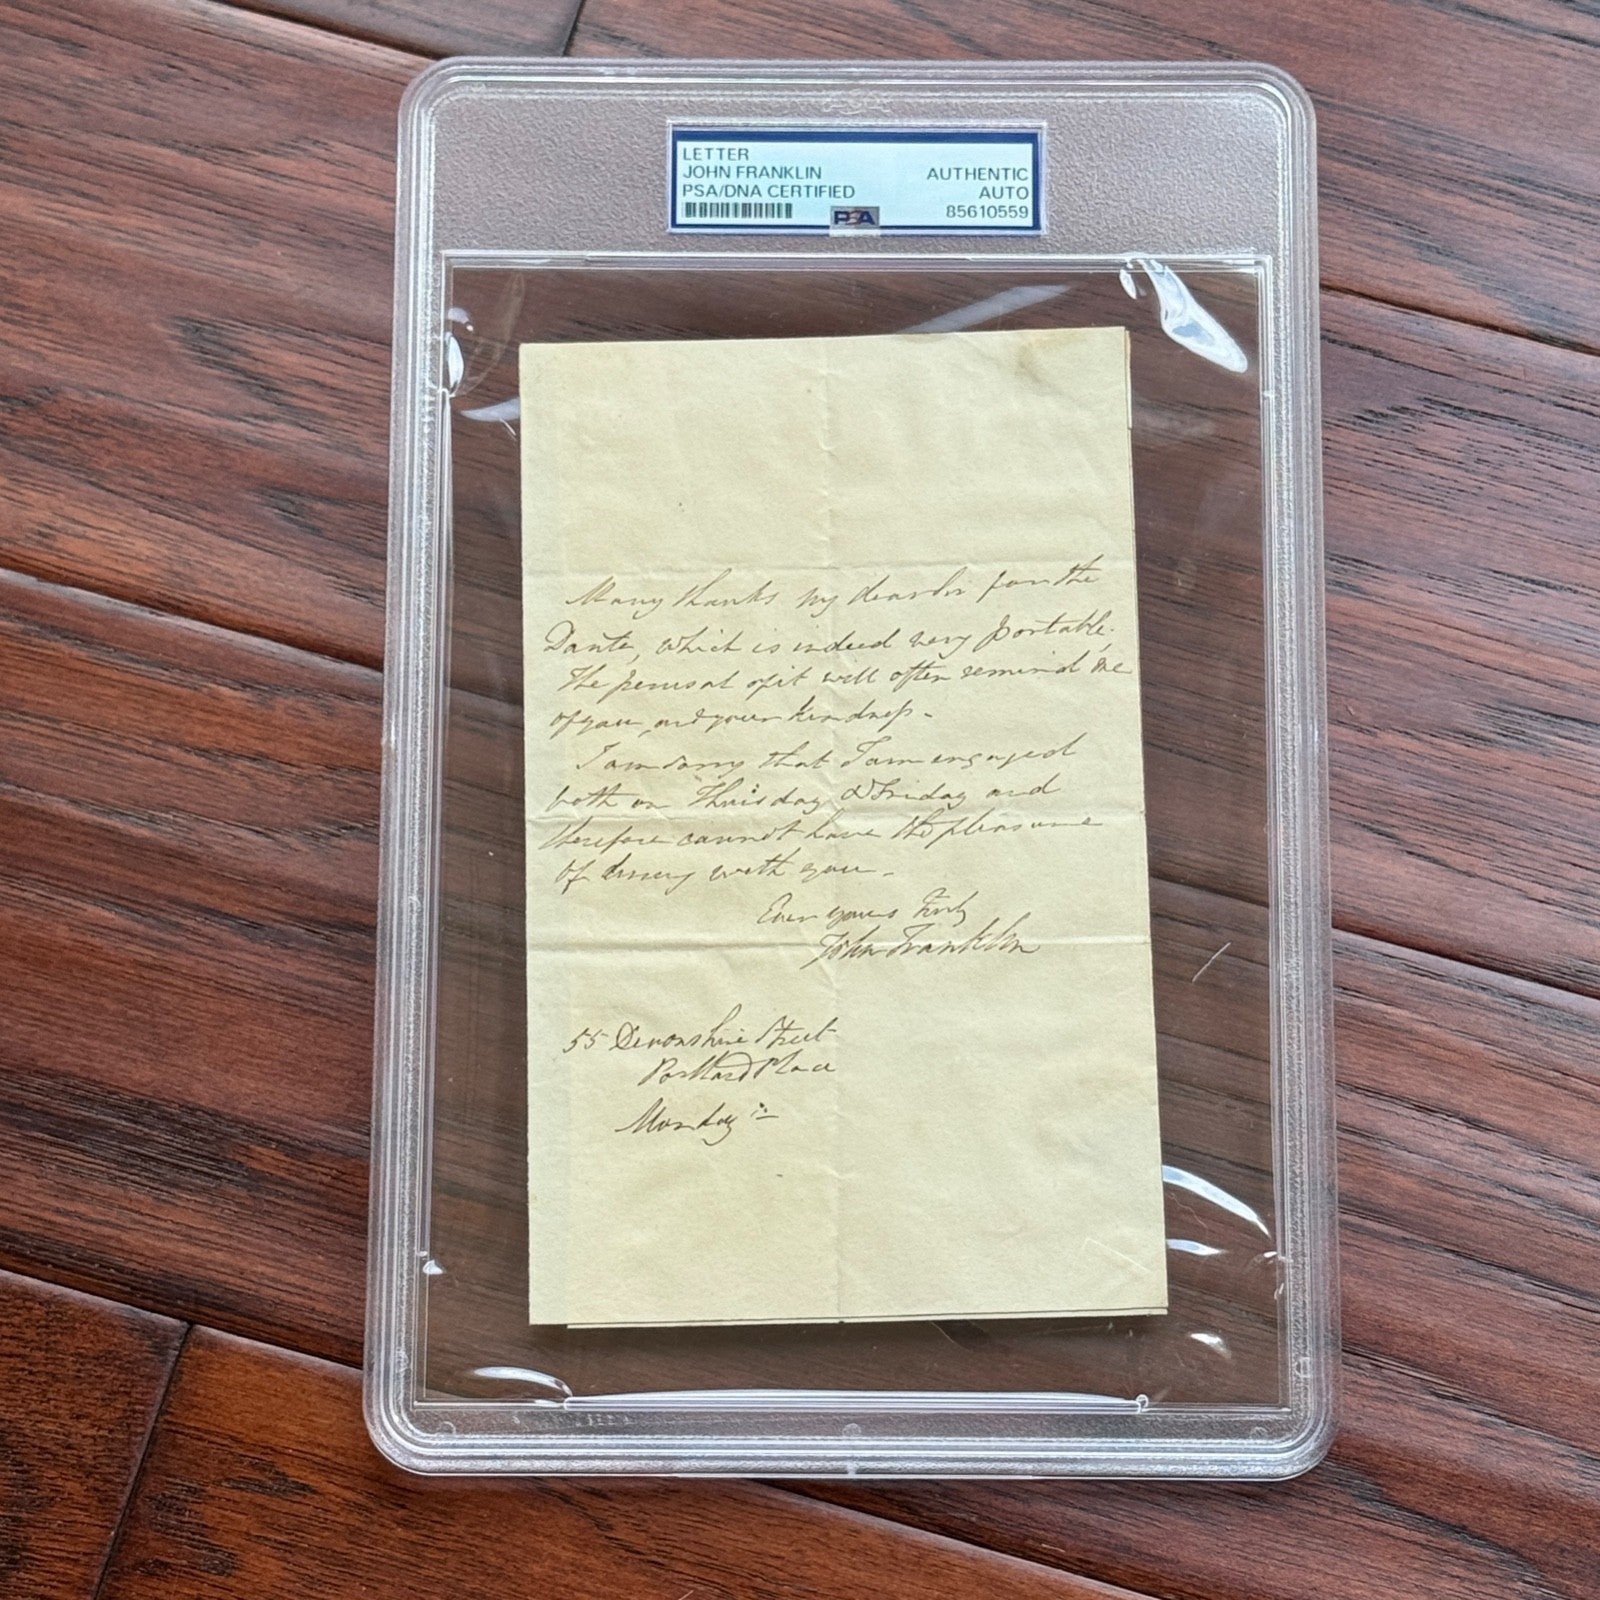 LETTER
JOHN FRANKLIN
PSA/DNA CERTIFIED
AUTHENTIC
AUTO
85610559
PSA
Many thanks my dear Sir for the
Dante, which is indeed very portable.
The perusal of it will often remind me
of you, and your kindness.
I am sorry that I am engaged
both on Thursday & Friday and
therefore cannot have the pleasure
of dining with you.
Ever yours truly
John Franklin
55 Devonshire Street
Portland Place
Monday